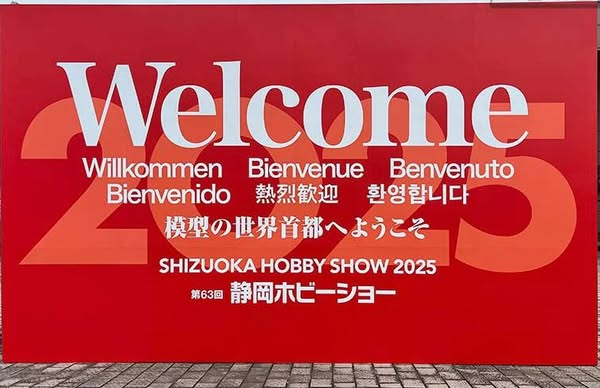 2025
Welcome
Willkommen Bienvenue Benvenuto
Bienvenido 熱烈歓迎 환영합니다
模型の世界首都へようこそ
SHIZUOKA HOBBY SHOW 2025
第63回 静岡ホビーショー